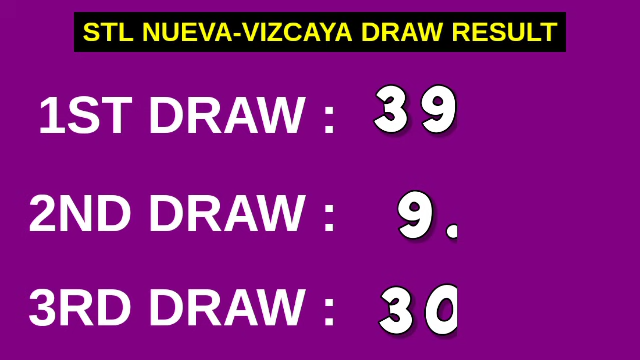 STL NUEVA-VIZCAYA DRAW RESULT
1ST DRAW : 39
2ND DRAW : 9.
3RD DRAW : 30